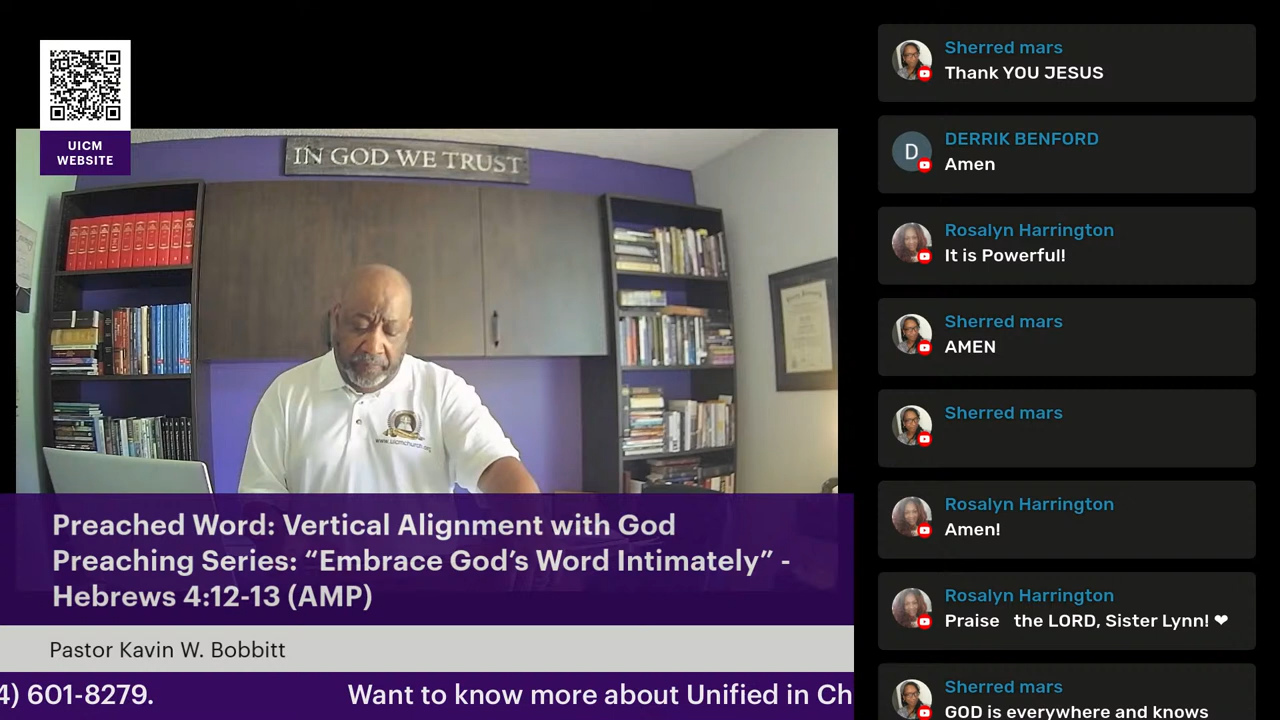 UICM
WEBSITE
IN GOD WE TRUST
www.uicmchurch.org
Preached Word: Vertical Alignment with God
Preaching Series: “Embrace God’s Word Intimately” -
Hebrews 4:12-13 (AMP)
Pastor Kavin W. Bobbitt
4) 601-8279.
Want to know more about Unified in Ch
Sherred mars
Thank YOU JESUS
D
DERRIK BENFORD
Amen
Rosalyn Harrington
It is Powerful!
Sherred mars
AMEN
Sherred mars
Rosalyn Harrington
Amen!
Rosalyn Harrington
Praise the LORD, Sister Lynn! ❤
Sherred mars
GOD is everywhere and knows